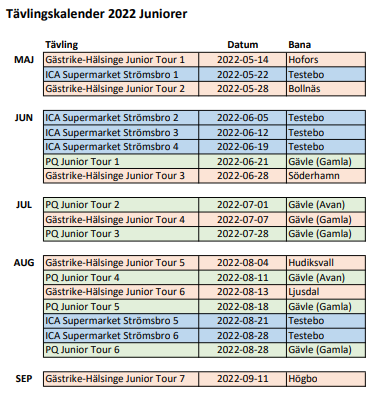 Tävlingskalender 2022 Juniorer
Tävling Datum Bana
MAJ Gästrike-Hälsinge Junior Tour 1 2022-05-14 Hofors
ICA Supermarket Strömsbro 1 2022-05-22 Testebo
Gästrike-Hälsinge Junior Tour 2 2022-05-28 Bollnäs
JUN ICA Supermarket Strömsbro 2 2022-06-05 Testebo
ICA Supermarket Strömsbro 3 2022-06-12 Testebo
ICA Supermarket Strömsbro 4 2022-06-19 Testebo
PQ Junior Tour 1 2022-06-21 Gävle (Gamla)
Gästrike-Hälsinge Junior Tour 3 2022-06-28 Söderhamn
JUL PQ Junior Tour 2 2022-07-01 Gävle (Avan)
Gästrike-Hälsinge Junior Tour 4 2022-07-07 Gävle (Gamla)
PQ Junior Tour 3 2022-07-28 Gävle (Gamla)
AUG Gästrike-Hälsinge Junior Tour 5 2022-08-04 Hudiksvall
PQ Junior Tour 4 2022-08-11 Gävle (Avan)
Gästrike-Hälsinge Junior Tour 6 2022-08-13 Ljusdal
PQ Junior Tour 5 2022-08-18 Gävle (Gamla)
ICA Supermarket Strömsbro 5 2022-08-21 Testebo
ICA Supermarket Strömsbro 6 2022-08-28 Testebo
PQ Junior Tour 6 2022-08-28 Gävle (Gamla)
SEP Gästrike-Hälsinge Junior Tour 7 2022-09-11 Högbo